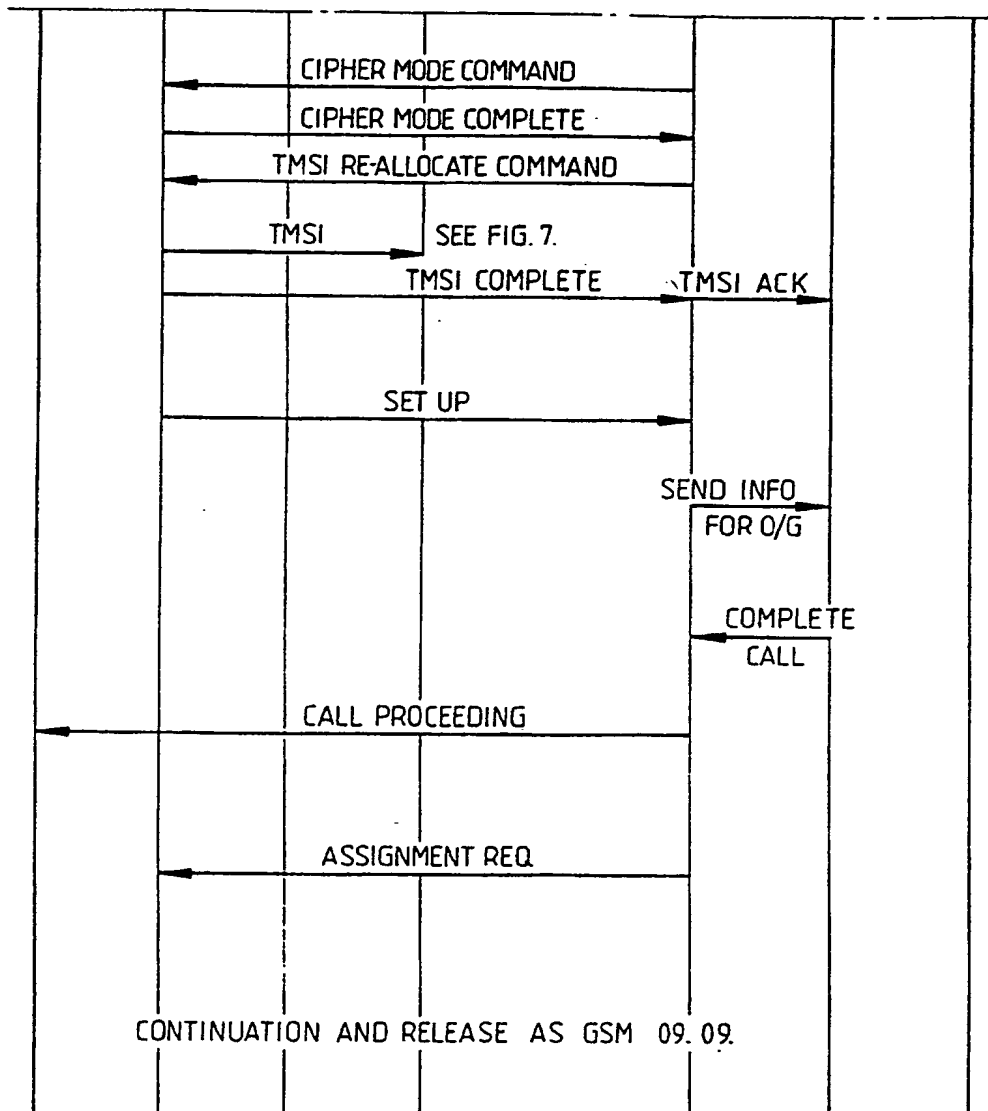 CIPHER MODE COMMAND
CIPHER MODE COMPLETE
TMSI RE-ALLOCATE COMMAND
TMSI
SEE FIG. 7.
TMSI COMPLETE
TMSI ACK
SET UP
SEND INFO
FOR O/G
COMPLETE
CALL
CALL PROCEEDING
ASSIGNMENT REQ
CONTINUATION AND RELEASE AS GSM 09. 09.